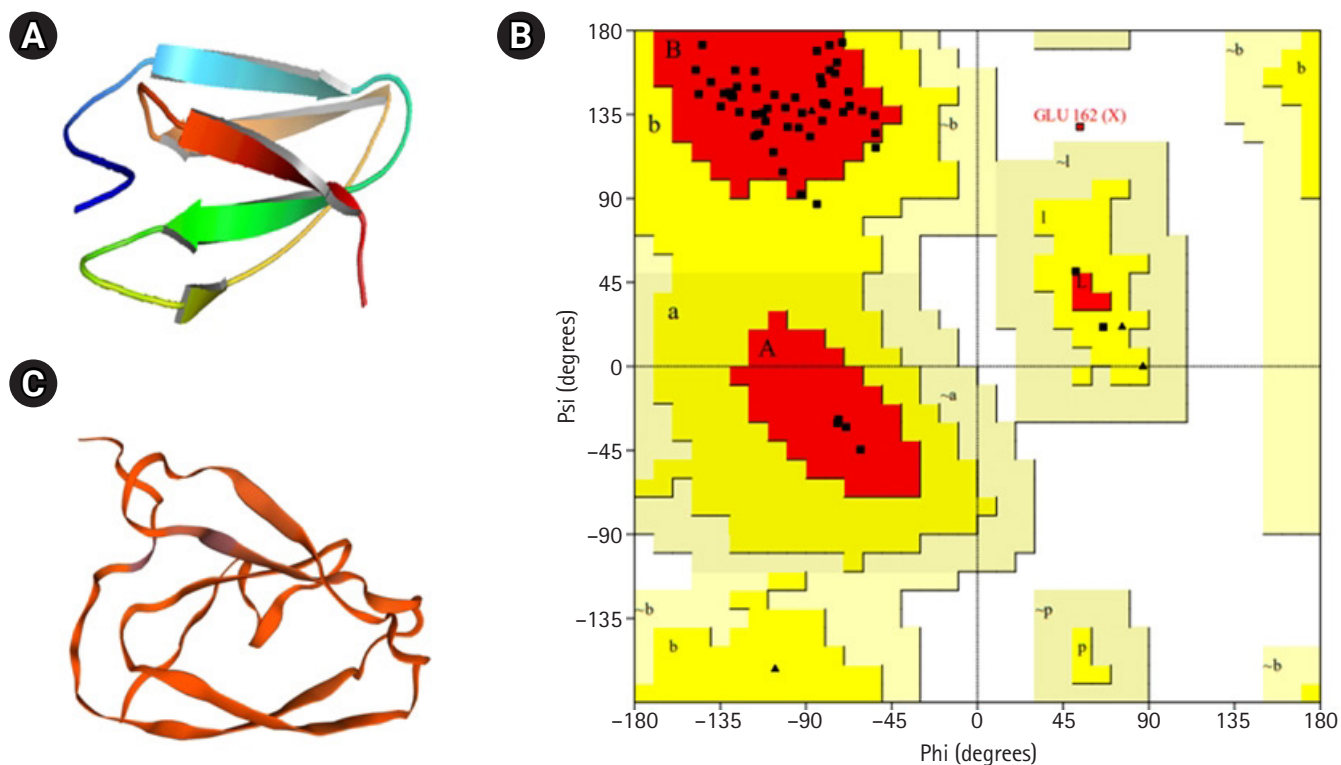 A
B
C
180
135
90
45
0
−45
−90
−135
Psi (degrees)
B
b
~b
GLU 162 (X)
~b
b
~l
l
L
a
A
~a
~b
b
~p
p
~b
−180
−135
−90
−45
0
45
90
135
180
Phi (degrees)